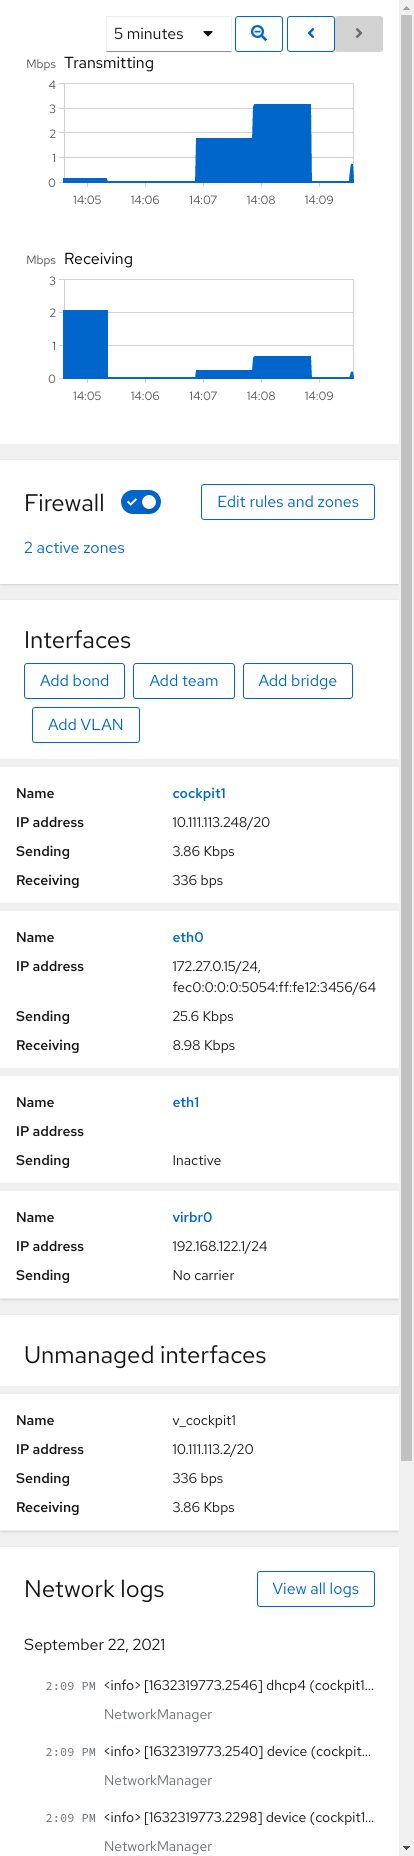 5 minutes
Mbps Transmitting
4
3
2
1
0
14:05 14:06 14:07 14:08 14:09
Mbps Receiving
3
2
1
0
14:05 14:06 14:07 14:08 14:09
Firewall Edit rules and zones
2 active zones
Interfaces
Add bond Add team Add bridge
Add VLAN
Name cockpit1
IP address 10.111.113.248/20
Sending 3.86 Kbps
Receiving 336 bps
Name eth0
IP address 172.27.0.15/24,
fec0:0:0:0:5054:ff:fe12:3456/64
Sending 25.6 Kbps
Receiving 8.98 Kbps
Name eth1
IP address
Sending Inactive
Name virbr0
IP address 192.168.122.1/24
Sending No carrier
Unmanaged interfaces
Name v_cockpit1
IP address 10.111.113.2/20
Sending 336 bps
Receiving 3.86 Kbps
Network logs View all logs
September 22, 2021
2:09 PM <info> [1632319773.2546] dhcp4 (cockpit1...
NetworkManager
2:09 PM <info> [1632319773.2540] device (cockpit...
NetworkManager
2:09 PM <info> [1632319773.2298] device (cockpit1...
NetworkManager